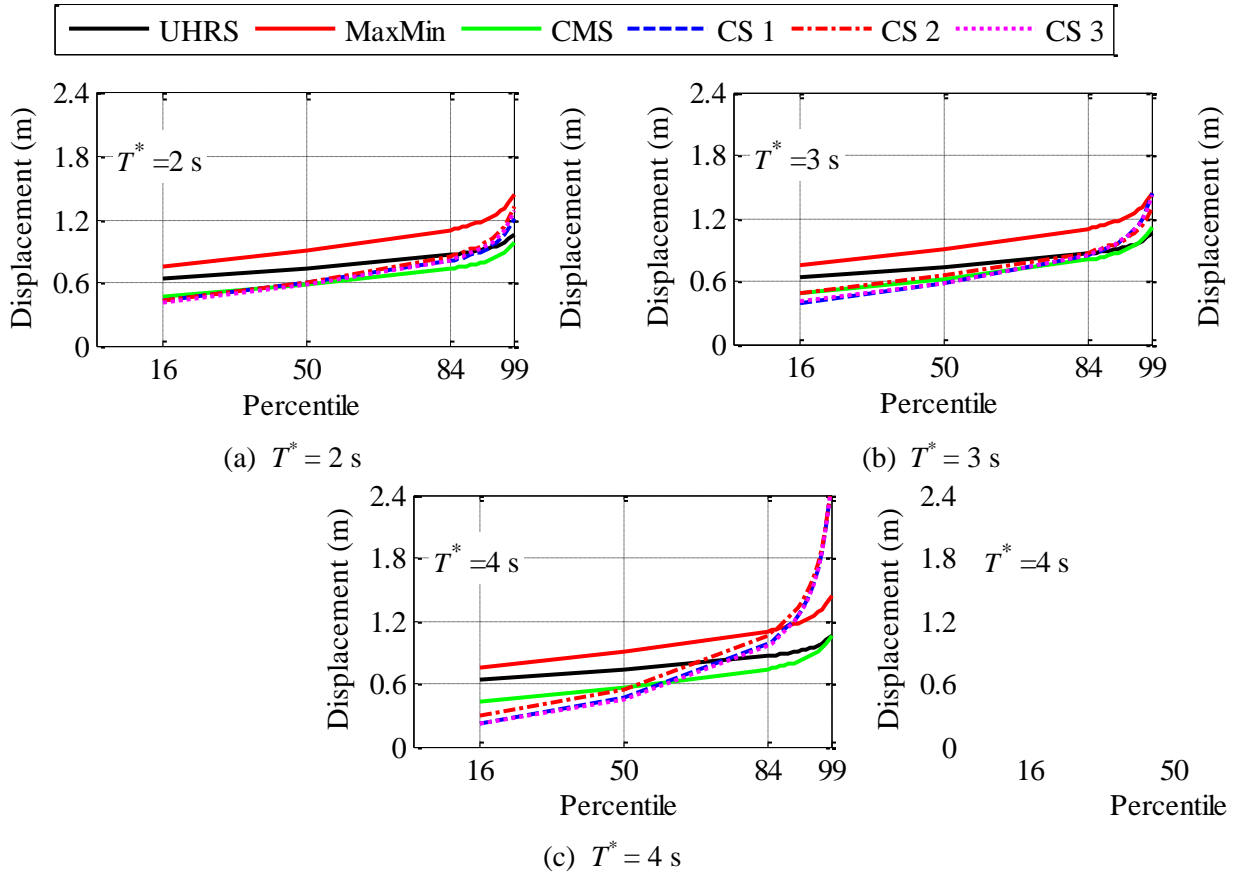 UHRS MaxMin CMS CS 1 CS 2 CS 3
Displacement (m)
2.4
1.8
1.2
0.6
0
T* =2 s
16 50 84 99
Percentile
(a) T* = 2 s
Displacement (m)
Displacement (m)
2.4
1.8
1.2
0.6
0
T* =3 s
16 50 84 99
Percentile
(b) T* = 3 s
Displacement (m)
Displacement (m)
2.4
1.8
1.2
0.6
0
T* =4 s
16 50 84 99
Percentile
(c) T* = 4 s
Displacement (m)
2.4
1.8
1.2
0.6
0
T* =4 s
16 50
Percentile